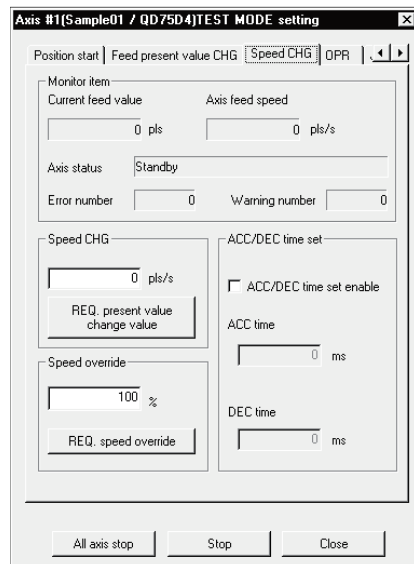 Axis #1(Sample01 / QD75D4)TEST MODE setting
Position start Feed present value CHG Speed CHG OPR
Monitor item
Current feed value Axis feed speed
0 pls 0 pls/s
Axis status Standby
Error number 0 Warning number 0
Speed CHG
0 pls/s
REQ. present value
change value
Speed override
100 %
REQ. speed override
ACC/DEC time set
ACC/DEC time set enable
ACC time
0 ms
DEC time
0 ms
All axis stop Stop Close